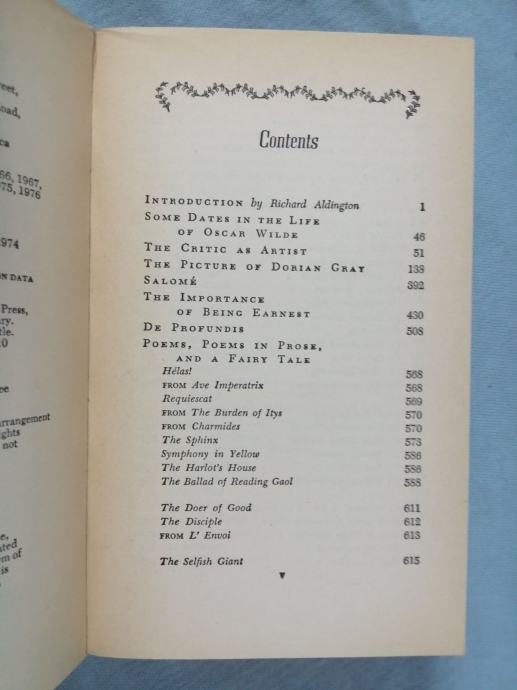 eet,
oad,
ca
66, 1967,
75, 1976
974
ON DATA
Press,
ry.
tle.
0
ee
rrangement
ights
not
e,
ated
m of
is
Contents
INTRODUCTION by Richard Aldington 1
SOME DATES IN THE LIFE
OF OSCAR WILDE 46
THE CRITIC AS ARTIST 51
THE PICTURE OF DORIAN GRAY 138
SALOMÉ 392
THE IMPORTANCE
OF BEING EARNEST 430
DE PROFUNDIS 508
POEMS, POEMS IN PROSE,
AND A FAIRY TALE
Hélas! 568
FROM Ave Imperatrix 568
Requiescat 569
FROM The Burden of Itys 570
FROM Charmides 570
The Sphinx 573
Symphony in Yellow 586
The Harlot's House 586
The Ballad of Reading Gaol 588
The Doer of Good 611
The Disciple 612
FROM L' Envoi 613
The Selfish Giant 615
v